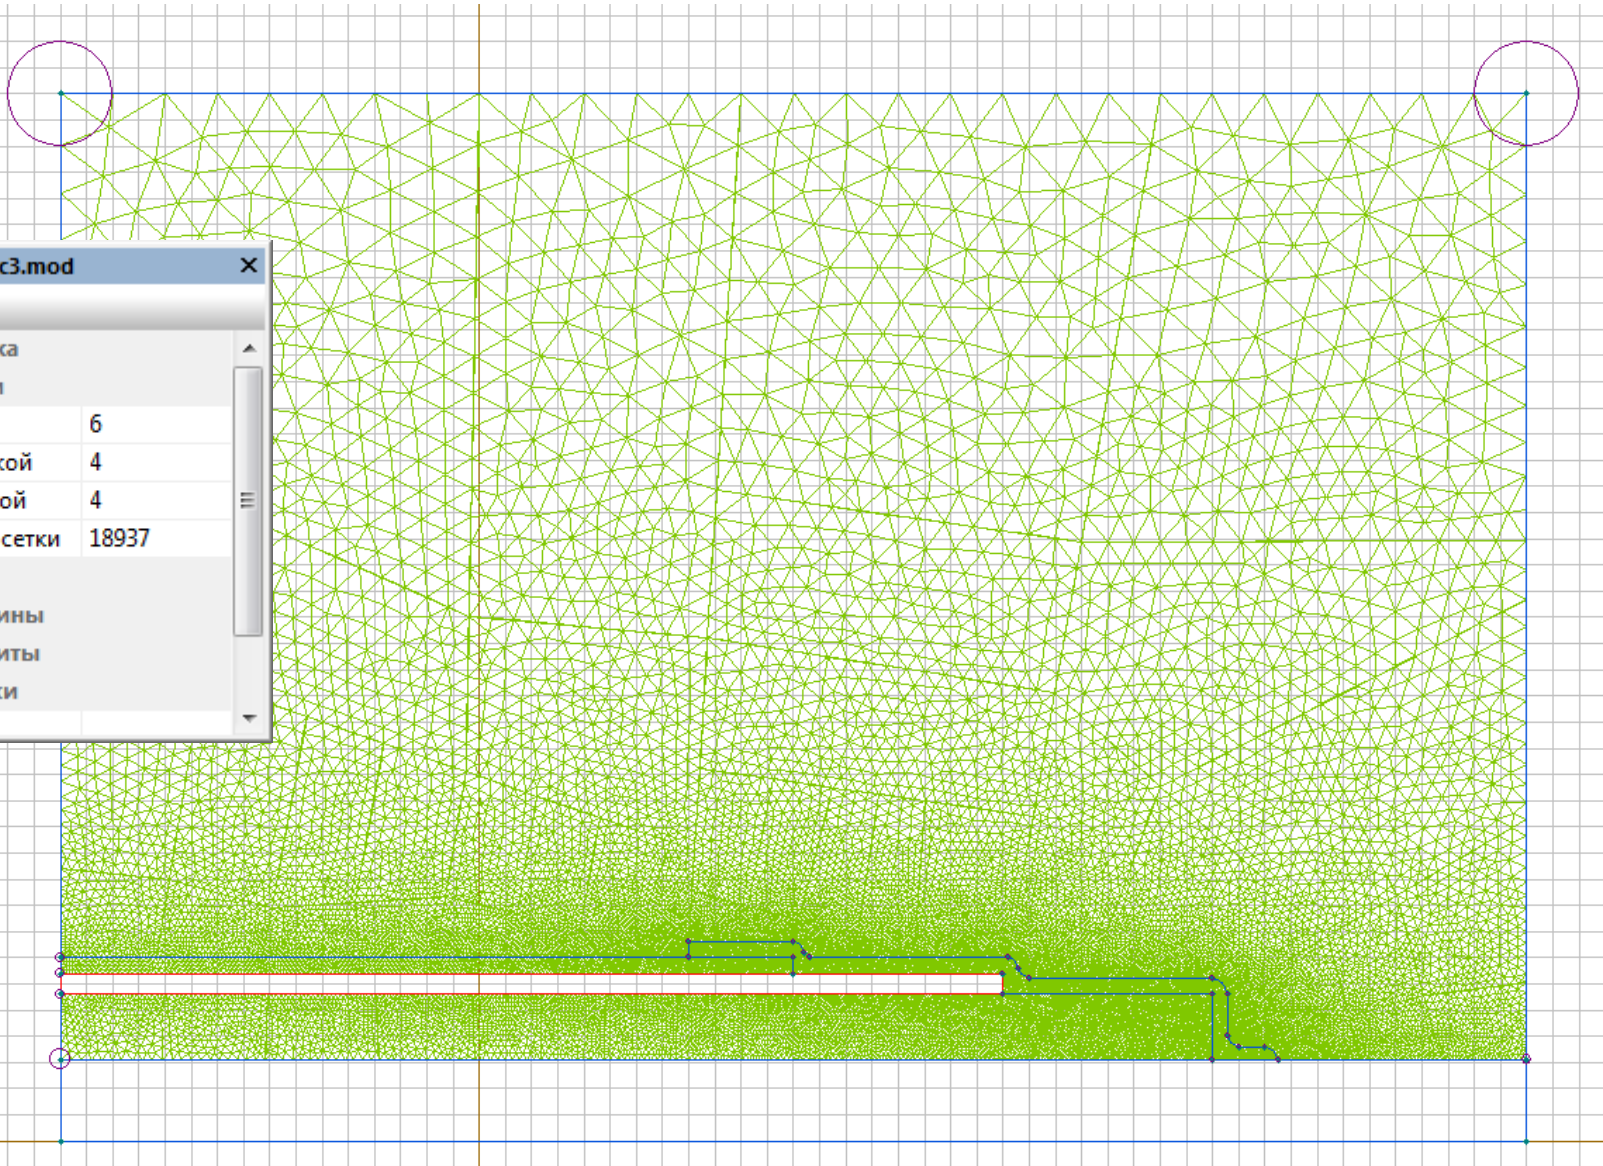 c3.mod
ка
и
6
кой 4
ой 4
сетки 18937
ины
иты
ки